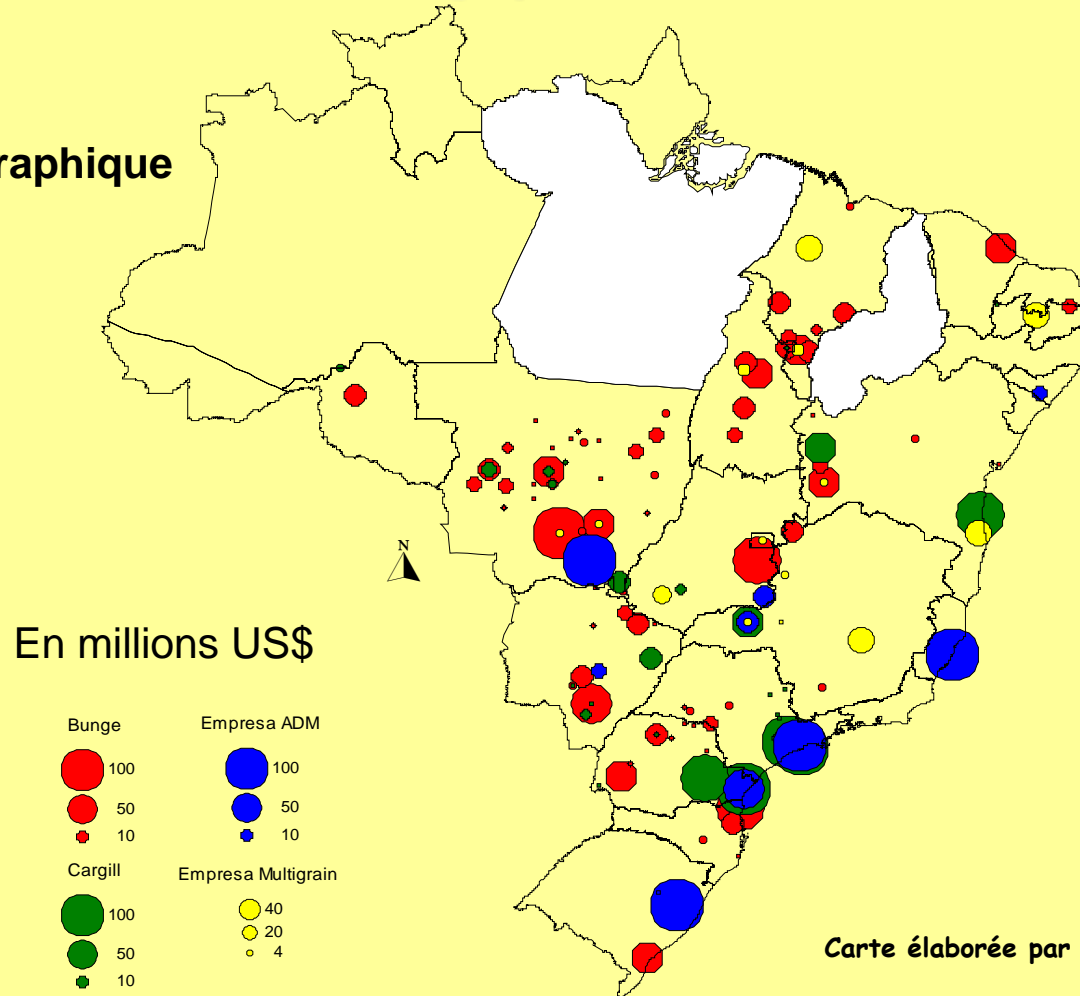 raphique
N
En millions US$
Bunge
100
50
10
Empresa ADM
100
50
10
Cargill
100
50
10
Empresa Multigrain
40
20
4
Carte élaborée par